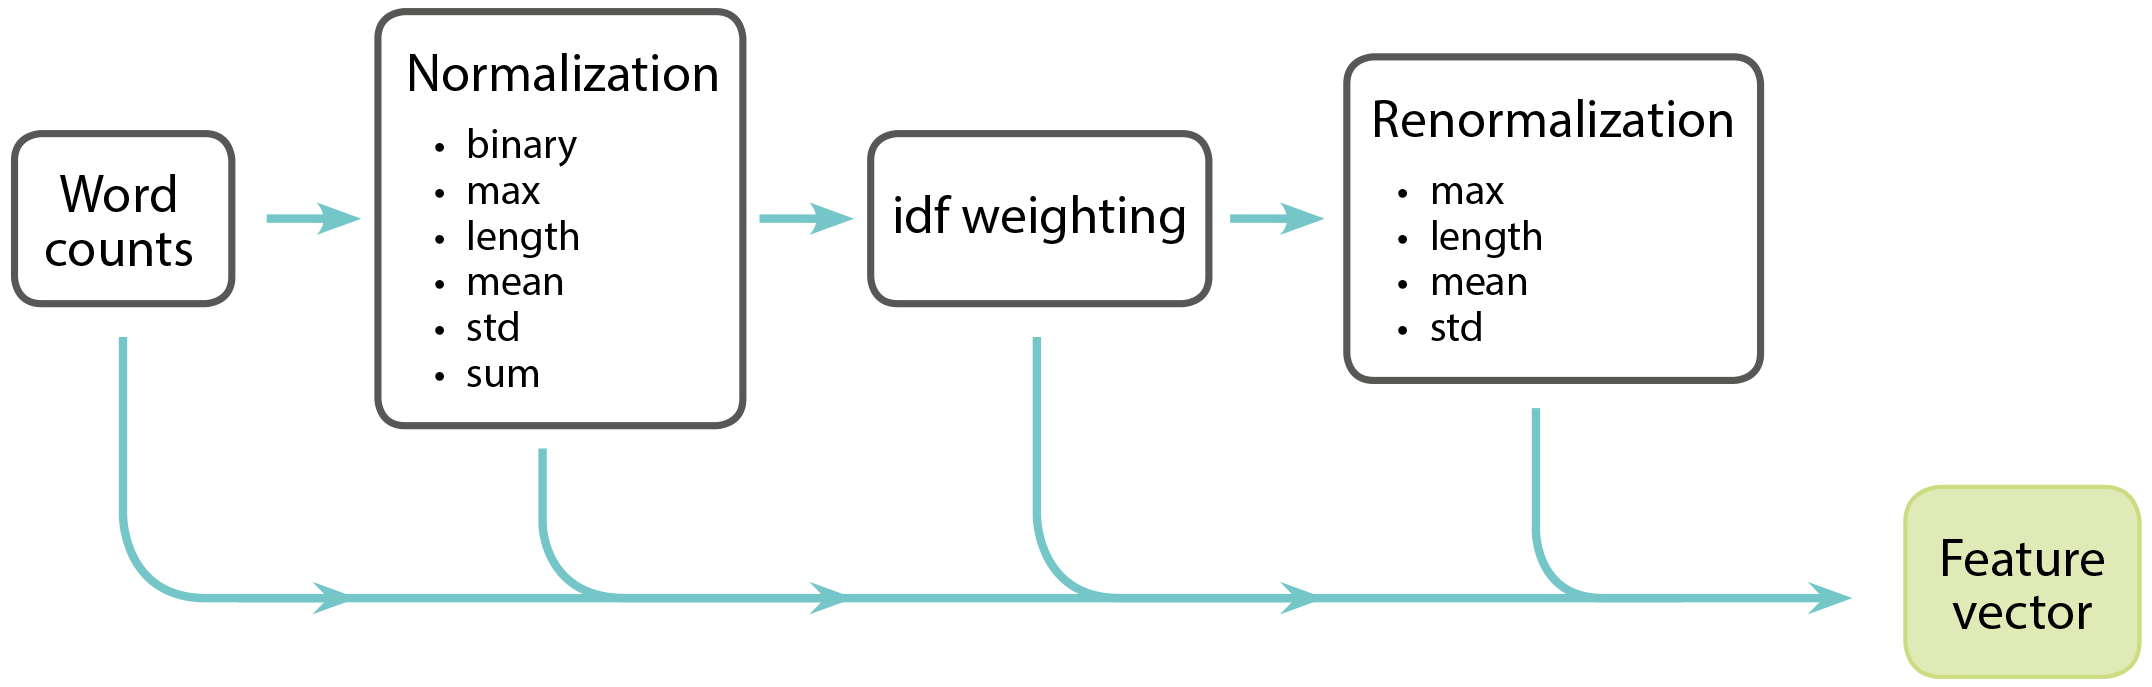 Word
counts
Normalization
• binary
• max
• length
• mean
• std
• sum
idf weighting
Renormalization
• max
• length
• mean
• std
Feature
vector